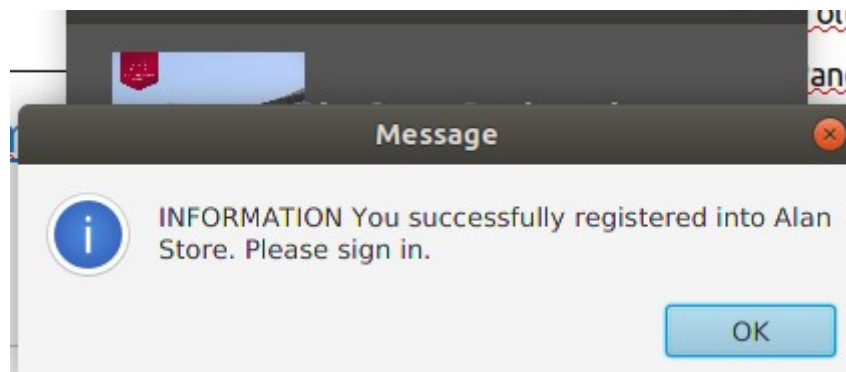 Message
INFORMATION You successfully registered into Alan
Store. Please sign in.
OK